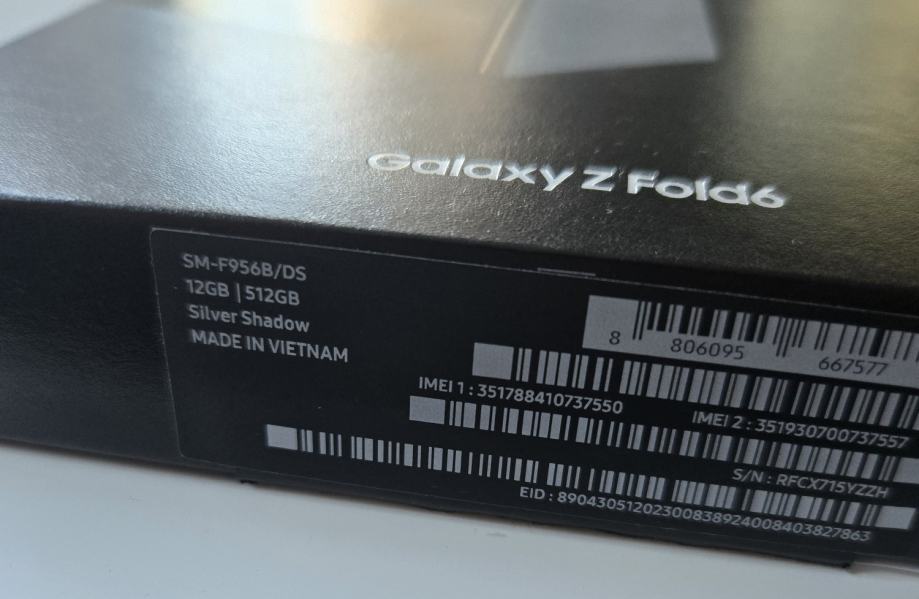 Galaxy Z Fold6
SM-F956B/DS
12GB | 512GB
Silver Shadow
MADE IN VIETNAM
8 806095 667577
IMEI 1 : 351788410737550
IMEI 2 : 351930700737557
S/N : RFCX715YZZH
EID : 89043051202300838924008403827863